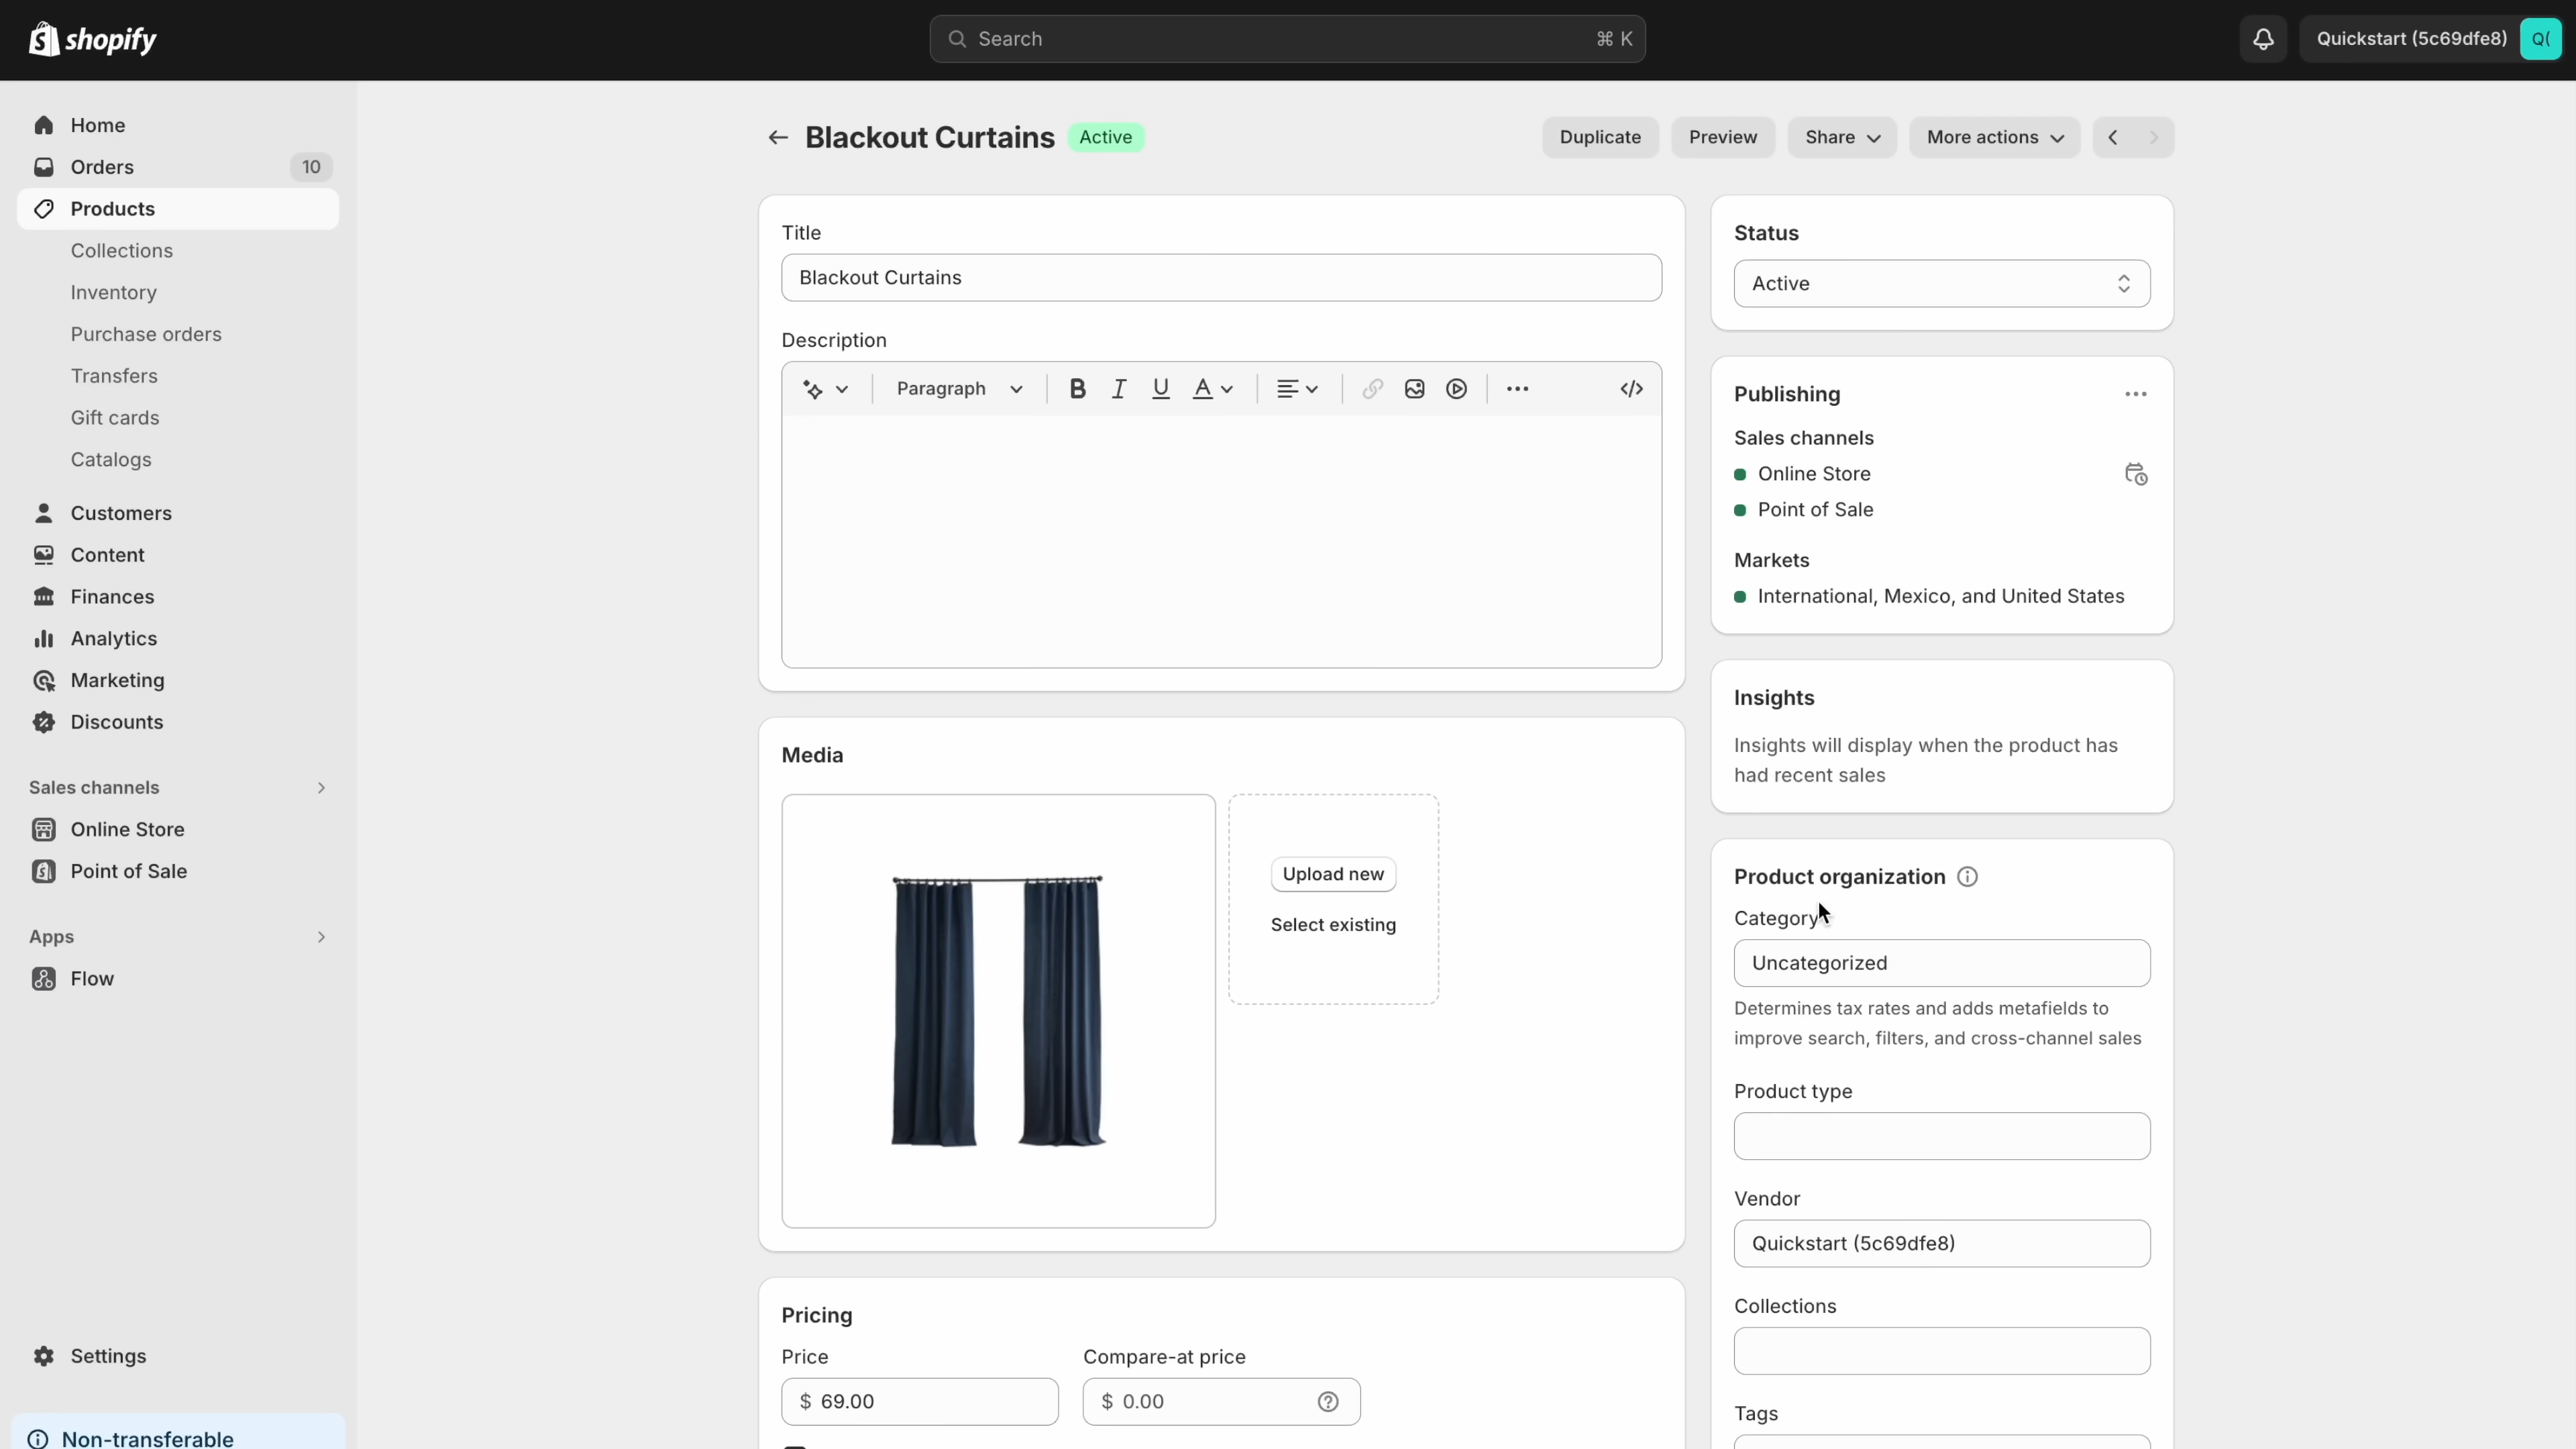 shopify
Search
⌘ K
Quickstart (5c69dfe8)
Q(
Home
Orders
10
Products
Collections
Inventory
Purchase orders
Transfers
Gift cards
Catalogs
Customers
Content
Finances
Analytics
Marketing
Discounts
Sales channels
Online Store
Point of Sale
Apps
Flow
Settings
Non-transferable
Blackout Curtains
Active
Duplicate
Preview
Share
More actions
Title
Blackout Curtains
Description
Paragraph
B I U A
Media
Upload new
Select existing
Pricing
Price
Compare-at price
$ 69.00
$ 0.00
Status
Active
Publishing
Sales channels
Online Store
Point of Sale
Markets
International, Mexico, and United States
Insights
Insights will display when the product has
had recent sales
Product organization
Category
Uncategorized
Determines tax rates and adds metafields to
improve search, filters, and cross-channel sales
Product type
Vendor
Quickstart (5c69dfe8)
Collections
Tags